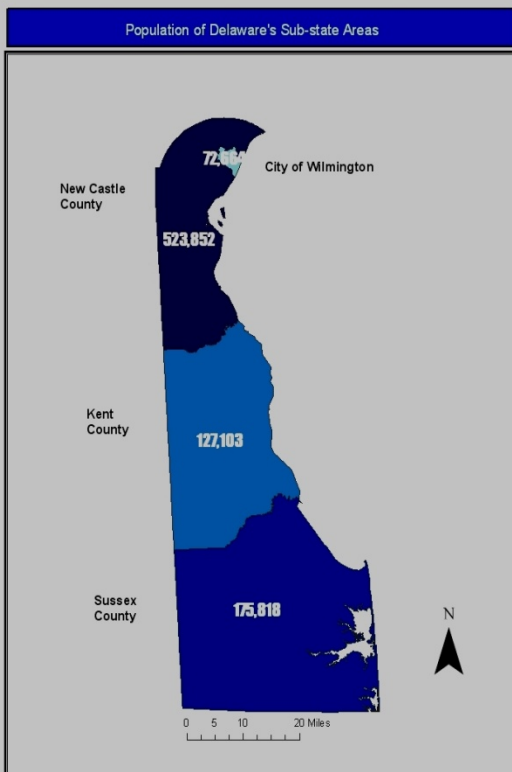 Population of Delaware's Sub-state Areas
City of Wilmington
New Castle
County
523,852
Kent
County
127,103
Sussex
County
175,818
N
0 5 10 20 Miles